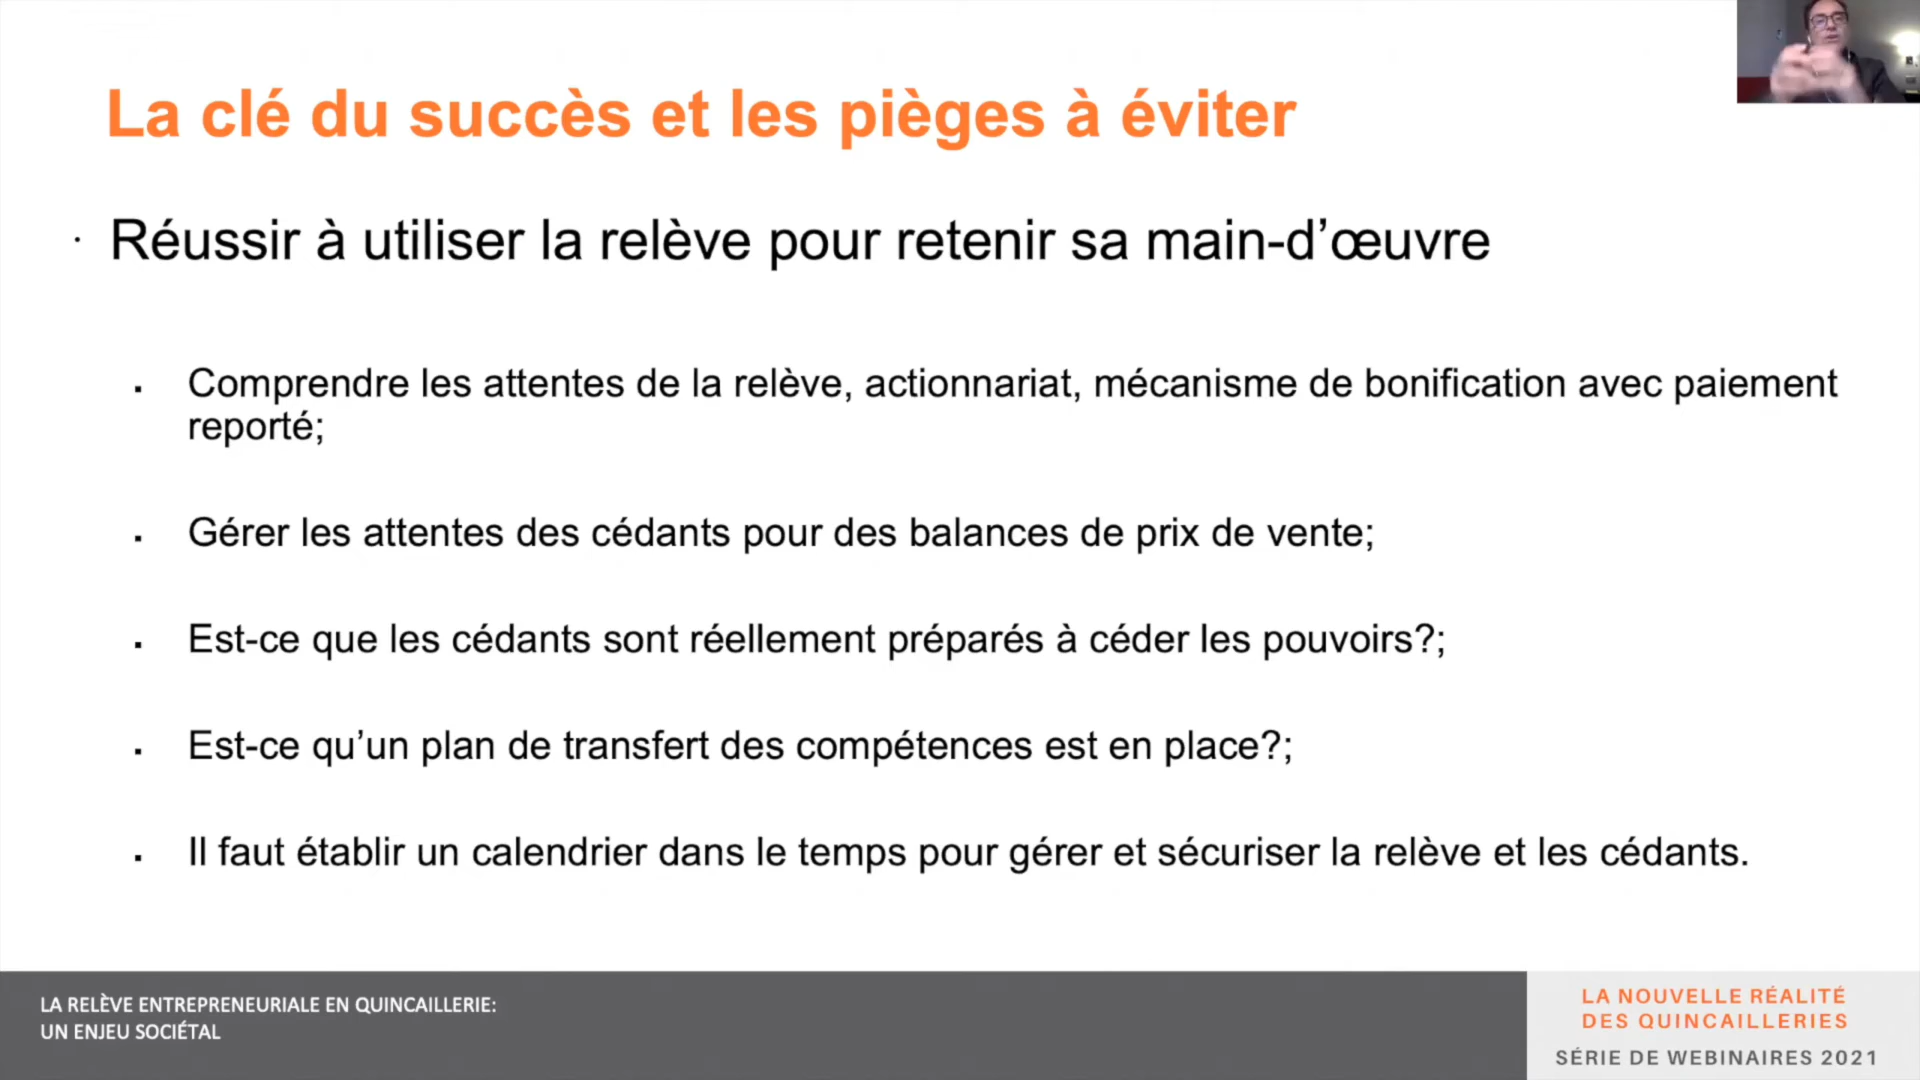 La clé du succès et les pièges à éviter
· Réussir à utiliser la relève pour retenir sa main-d’œuvre
▪ Comprendre les attentes de la relève, actionnariat, mécanisme de bonification avec paiement
reporté;
▪ Gérer les attentes des cédants pour des balances de prix de vente;
▪ Est-ce que les cédants sont réellement préparés à céder les pouvoirs?;
▪ Est-ce qu’un plan de transfert des compétences est en place?;
▪ Il faut établir un calendrier dans le temps pour gérer et sécuriser la relève et les cédants.
LA RELÈVE ENTREPRENEURIALE EN QUINCAILLERIE:
UN ENJEU SOCIÉTAL
LA NOUVELLE RÉALITÉ
DES QUINCAILLERIES
SÉRIE DE WEBINAIRES 2021